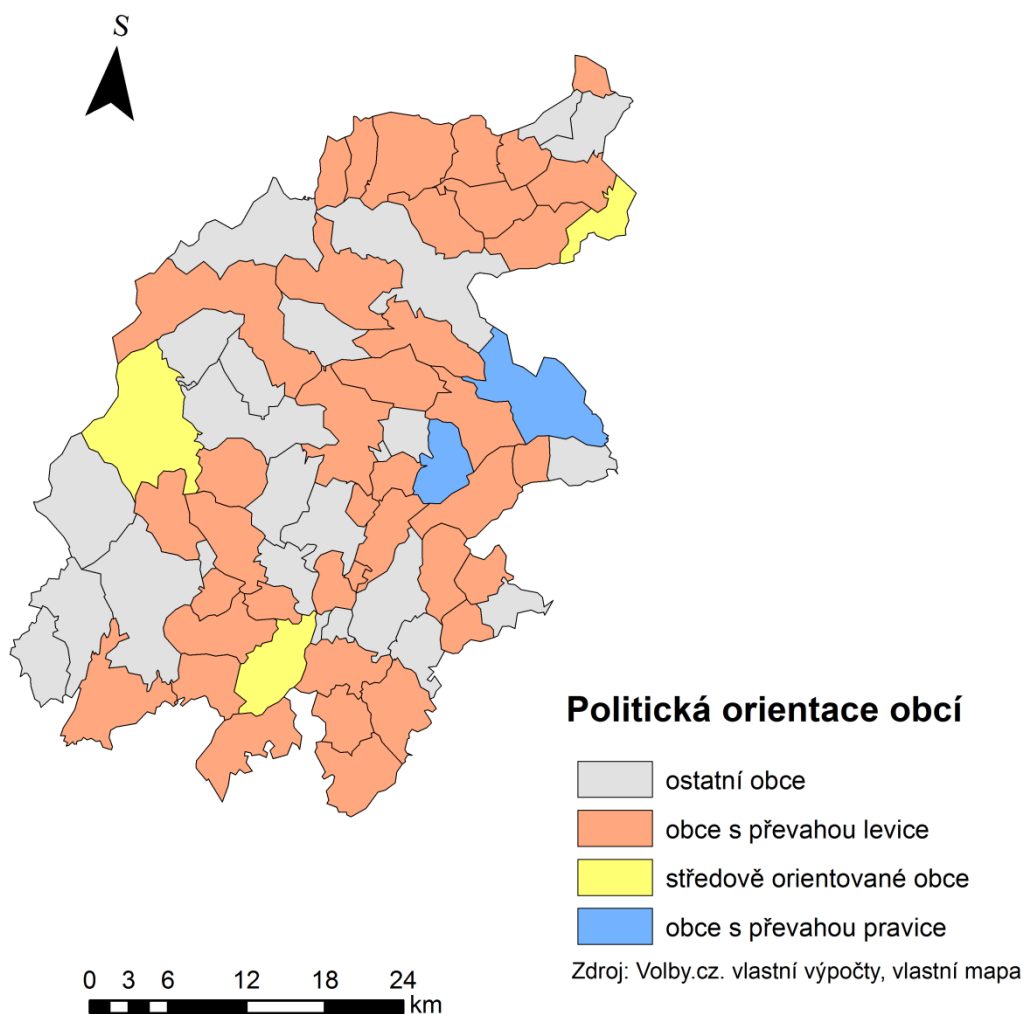 S
Politická orientace obcí
ostatní obce
obce s převahou levice
středově orientované obce
obce s převahou pravice
Zdroj: Volby.cz. vlastní výpočty, vlastní mapa
0 3 6 12 18 24
km